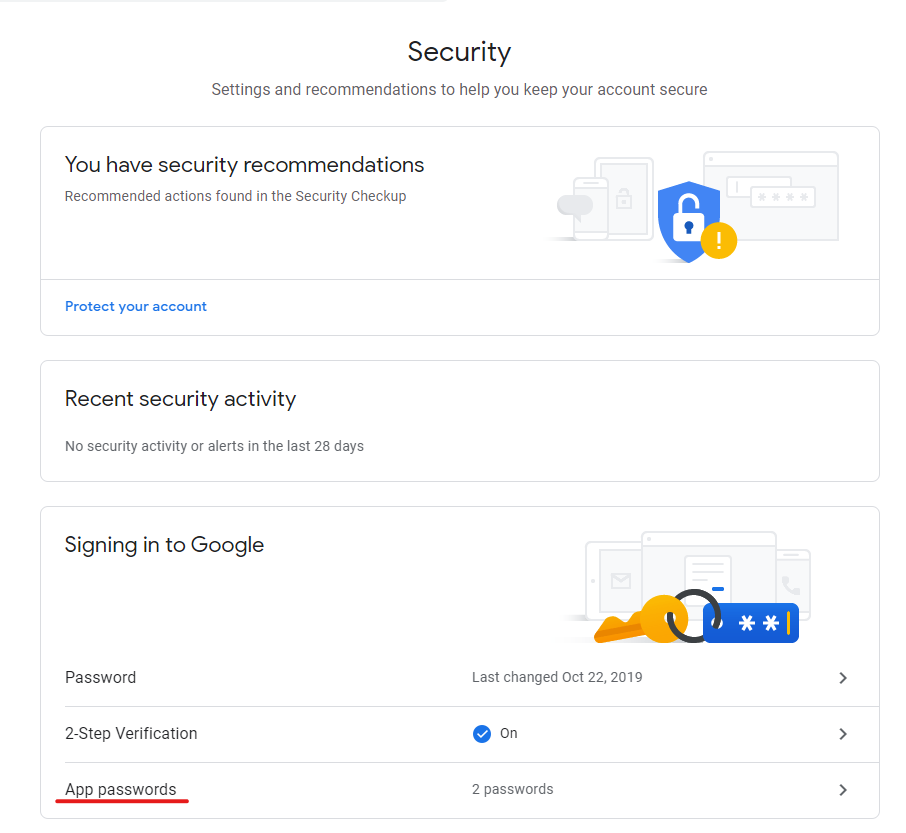 Security
Settings and recommendations to help you keep your account secure
You have security recommendations
Recommended actions found in the Security Checkup
Protect your account
Recent security activity
No security activity or alerts in the last 28 days
Signing in to Google
Password
Last changed Oct 22, 2019
2-Step Verification
On
App passwords
2 passwords